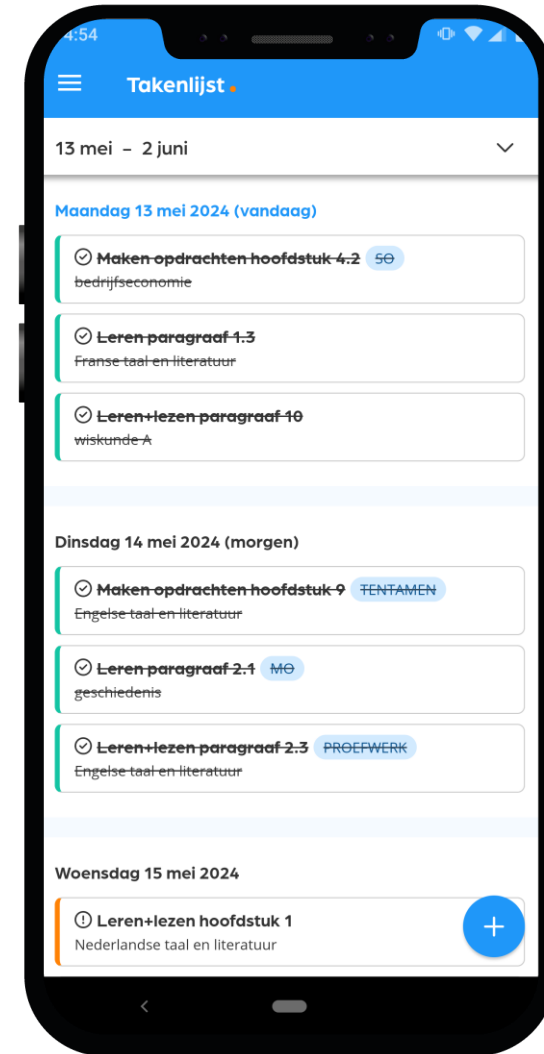 4:54
Takenlijst.
13 mei – 2 juni
Maandag 13 mei 2024 (vandaag)
Maken opdrachten hoofdstuk 4.2 SO
bedrijfseconomie
Leren paragraaf 1.3
Franse taal en literatuur
Leren+lezen paragraaf 10
wiskunde A
Dinsdag 14 mei 2024 (morgen)
Maken opdrachten hoofdstuk 9 TENTAMEN
Engelse taal en literatuur
Leren paragraaf 2.1 MO
geschiedenis
Leren+lezen paragraaf 2.3 PROEFWERK
Engelse taal en literatuur
Woensdag 15 mei 2024
Leren+lezen hoofdstuk 1
Nederlandse taal en literatuur